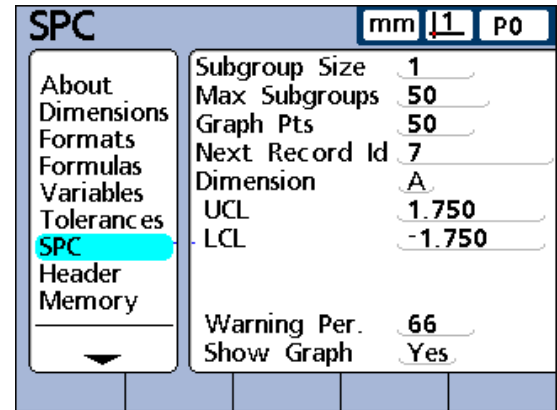 SPC
mm 1 P0
About
Dimensions
Formats
Formulas
Variables
Tolerances
SPC
Header
Memory
Subgroup Size 1
Max Subgroups 50
Graph Pts 50
Next Record Id 7
Dimension A
UCL 1.750
LCL -1.750
Warning Per. 66
Show Graph Yes